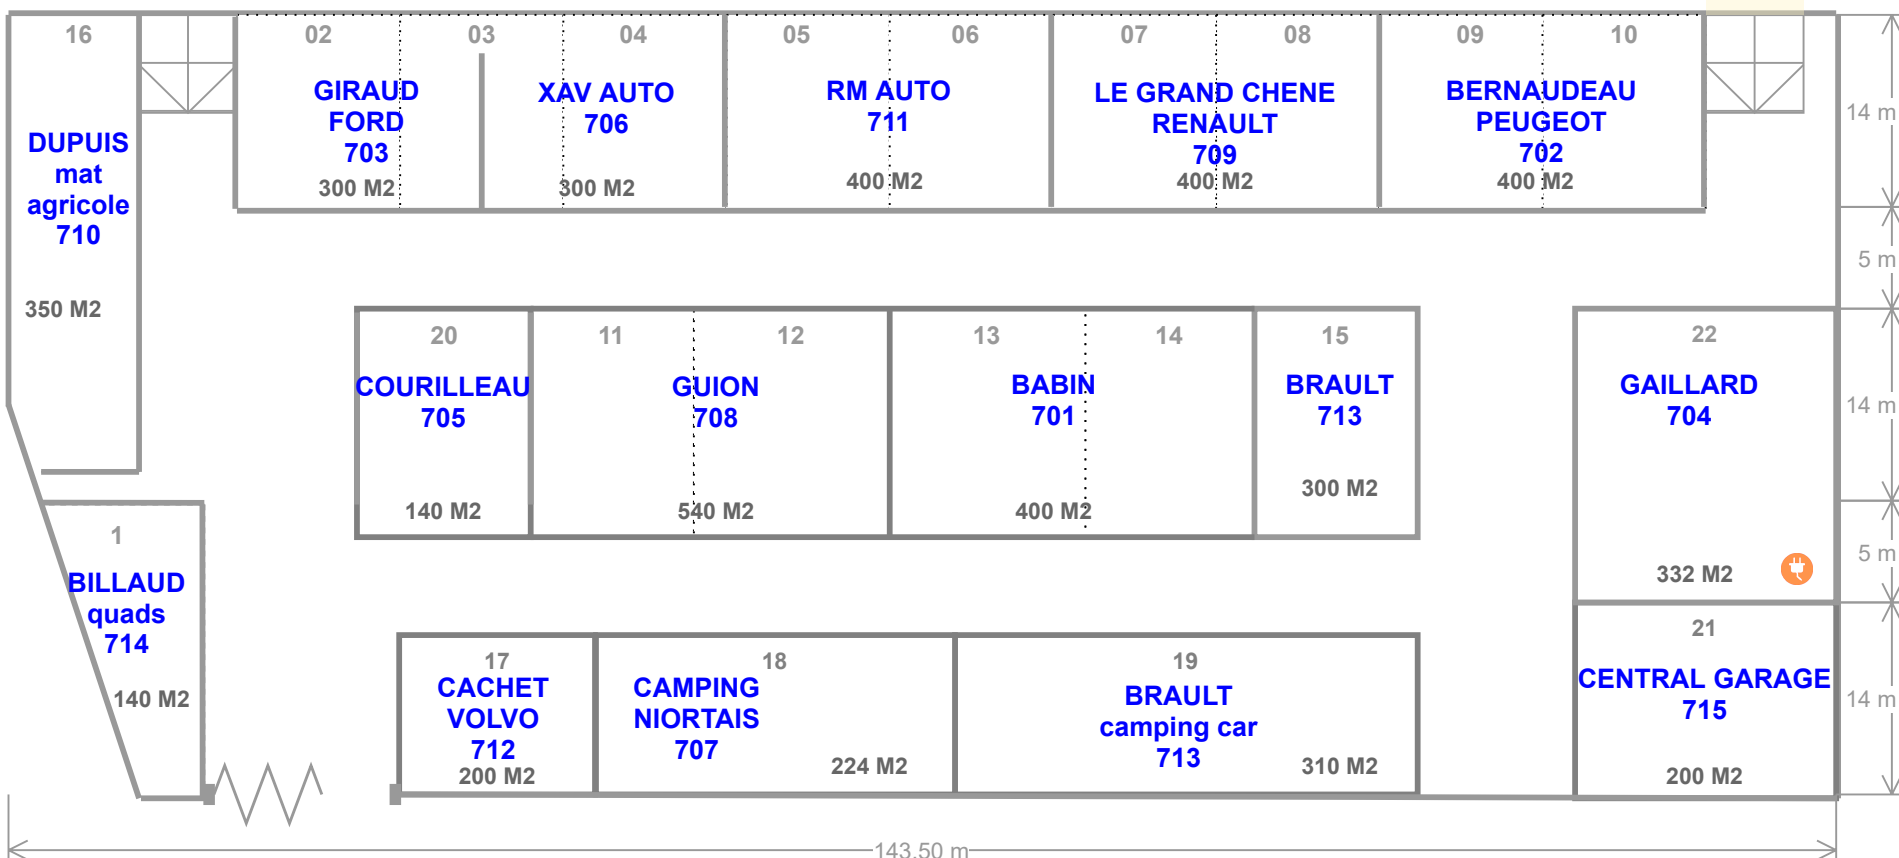 16
02
03
04
05
06
07
08
09
10
GIRAUD
FORD
703
300 M2
XAV AUTO
706
300 M2
RM AUTO
711
400 M2
LE GRAND CHENE
RENAULT
709
400 M2
BERNAUDEAU
PEUGEOT
702
400 M2
14 m
DUPUIS
mat
agricole
710
350 M2
5 m
20
COURILLEAU
705
140 M2
11
12
GUION
708
540 M2
13
14
BABIN
701
400 M2
15
BRAULT
713
300 M2
22
GAILLARD
704
332 M2
14 m
5 m
1
BILLAUD
quads
714
140 M2
17
CACHET
VOLVO
712
200 M2
18
CAMPING
NIORTAIS
707
224 M2
19
BRAULT
camping car
713
310 M2
21
CENTRAL GARAGE
715
200 M2
14 m
143.50 m